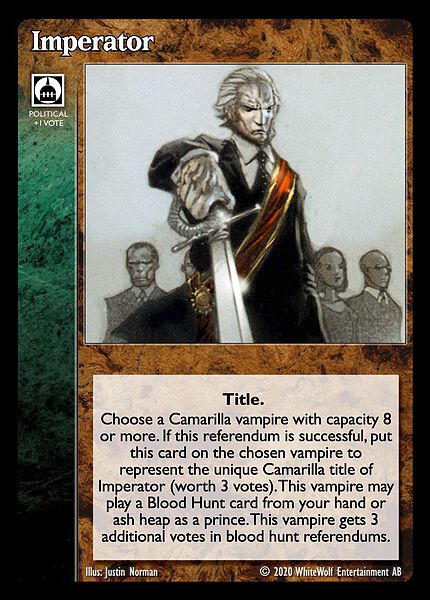 Imperator
POLITICAL
+1 VOTE
Title.
Choose a Camarilla vampire with capacity 8
or more. If this referendum is successful, put
this card on the chosen vampire to
represent the unique Camarilla title of
Imperator (worth 3 votes). This vampire may
play a Blood Hunt card from your hand or
ash heap as a prince. This vampire gets 3
additional votes in blood hunt referendums.
Illus: Justin Norman
© 2020 WhiteWolf Entertainment AB